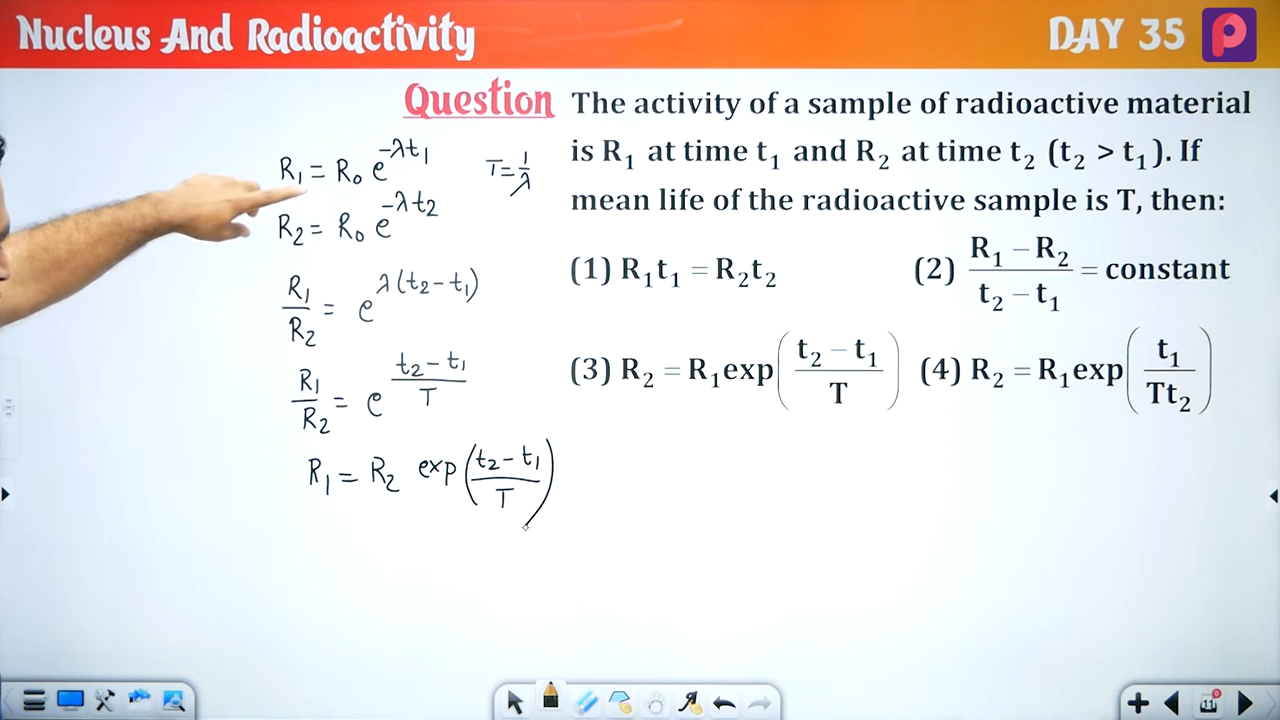 Nucleus And Radioactivity
DAY 35
Question The activity of a sample of radioactive material
is R₁ at time t₁ and R₂ at time t₂ (t₂ > t₁). If
mean life of the radioactive sample is T, then:
(1) R₁t₁ = R₂t₂ (2) (R₁ − R₂)/(t₂ − t₁) = constant
(3) R₂ = R₁exp((t₂ − t₁)/T) (4) R₂ = R₁exp(t₁/(Tt₂))
R₁ = R₀ e^(−λt₁) T = 1/λ
R₂ = R₀ e^(−λt₂)
R₁/R₂ = e^(λ(t₂ − t₁))
R₁/R₂ = e^((t₂ − t₁)/T)
R₁ = R₂ exp((t₂ − t₁)/T)
11